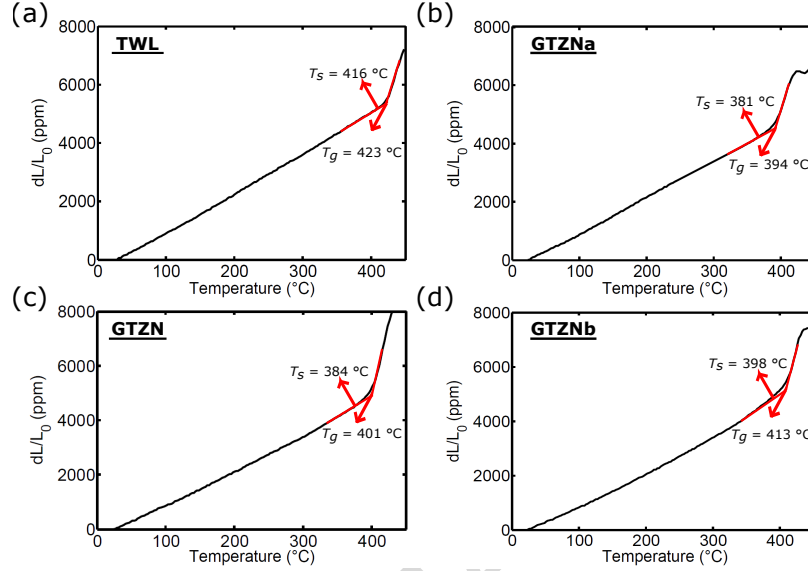 (a)
TWL
8000
6000
4000
2000
0
dL/L0 (ppm)
Ts = 416 °C
Tg = 423 °C
0 100 200 300 400
Temperature (°C)
(b)
GTZNa
8000
6000
4000
2000
0
dL/L0 (ppm)
Ts = 381 °C
Tg = 394 °C
0 100 200 300 400
Temperature (°C)
(c)
GTZN
8000
6000
4000
2000
0
dL/L0 (ppm)
Ts = 384 °C
Tg = 401 °C
0 100 200 300 400
Temperature (°C)
(d)
GTZNb
8000
6000
4000
2000
0
dL/L0 (ppm)
Ts = 398 °C
Tg = 413 °C
0 100 200 300 400
Temperature (°C)